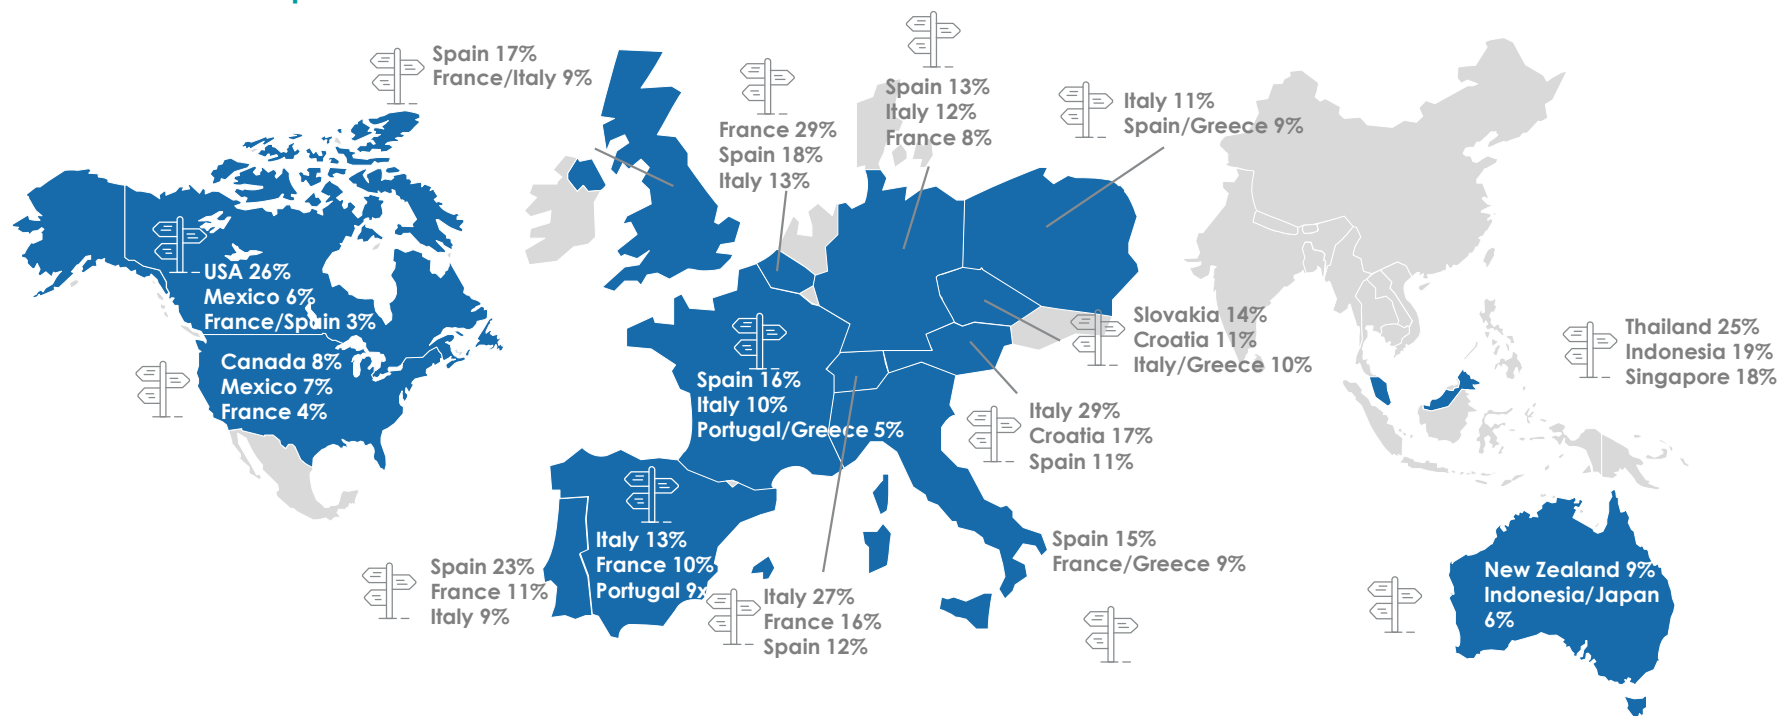 Spain 17%
France/Italy 9%
France 29%
Spain 18%
Italy 13%
Spain 13%
Italy 12%
France 8%
Italy 11%
Spain/Greece 9%
USA 26%
Mexico 6%
France/Spain 3%
Canada 8%
Mexico 7%
France 4%
Spain 16%
Italy 10%
Portugal/Greece 5%
Slovakia 14%
Croatia 11%
Italy/Greece 10%
Thailand 25%
Indonesia 19%
Singapore 18%
Italy 29%
Croatia 17%
Spain 11%
Italy 13%
France 10%
Portugal 9x
Spain 23%
France 11%
Italy 9%
Italy 27%
France 16%
Spain 12%
Spain 15%
France/Greece 9%
New Zealand 9%
Indonesia/Japan
6%